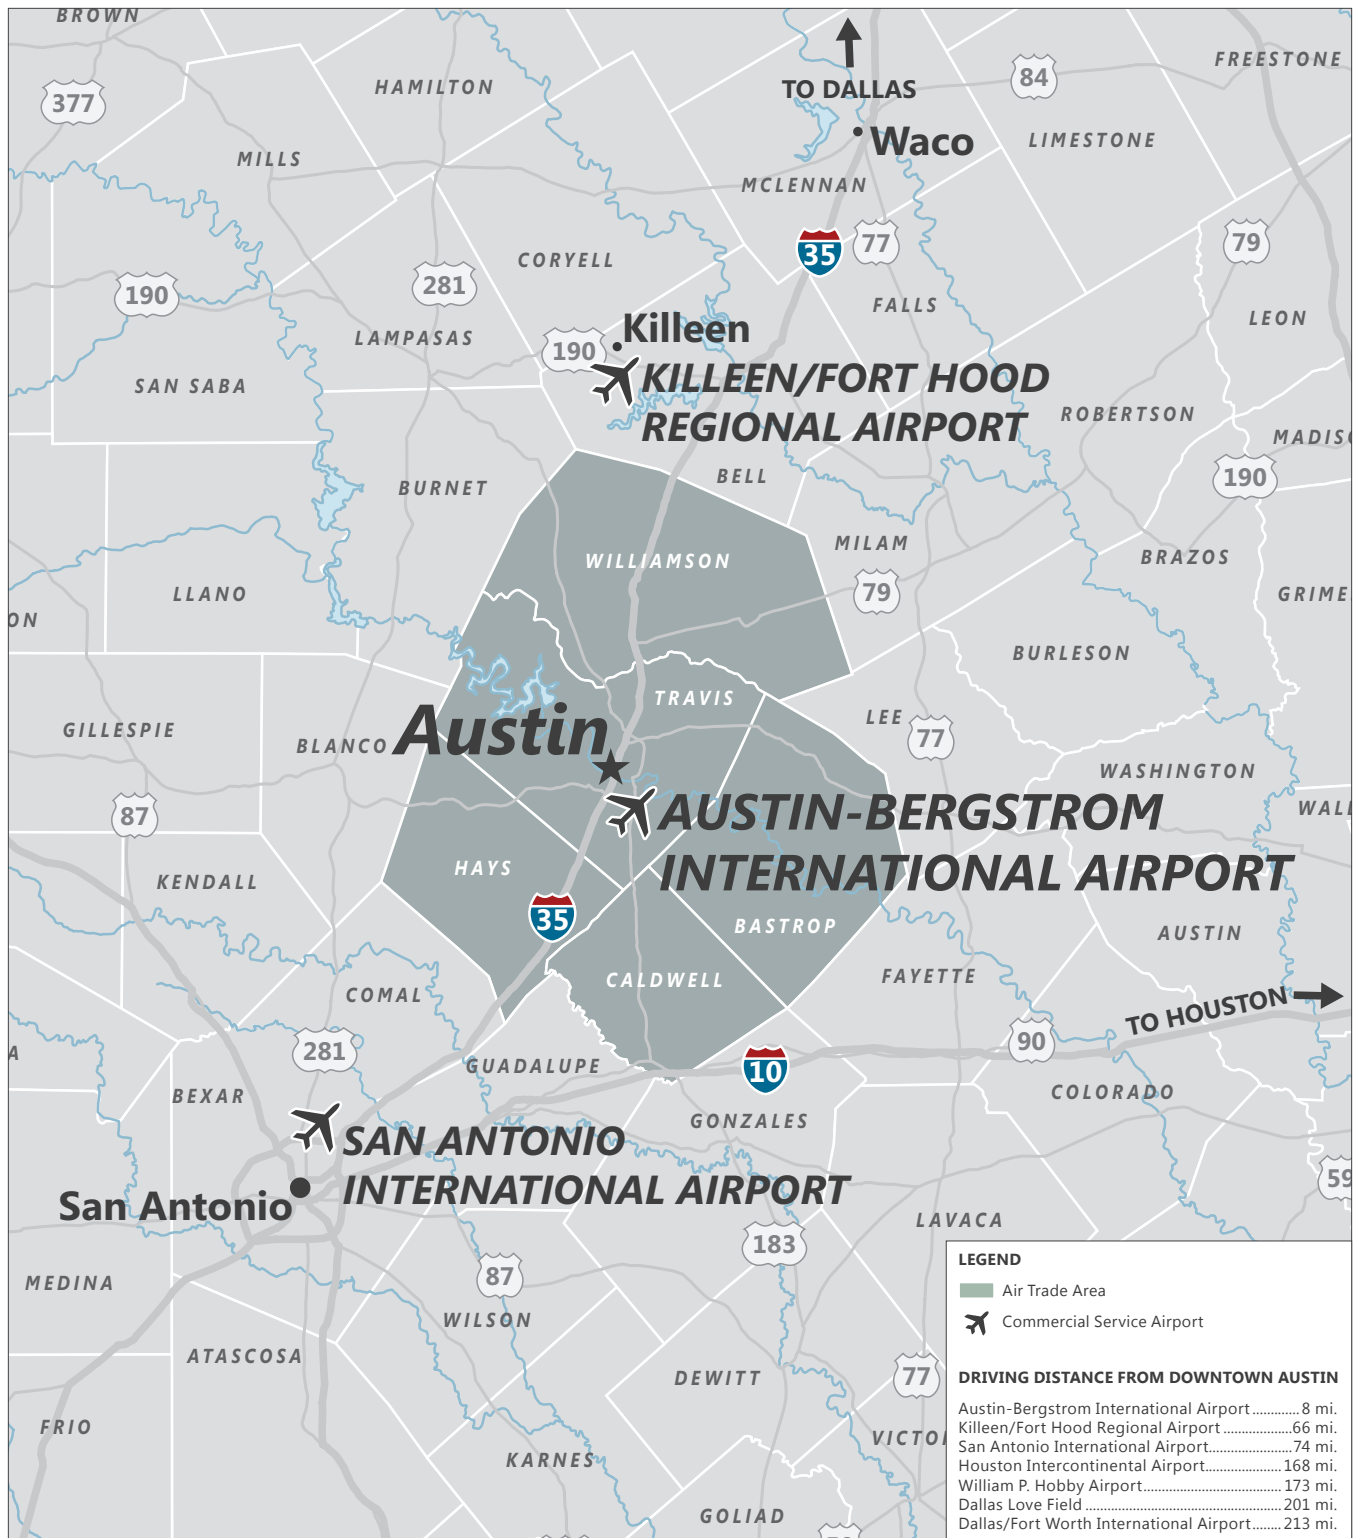 BROWN
FREESTONE
TO DALLAS
84
HAMILTON
377
Waco
LIMESTONE
MILLS
MCLENNAN
35
77
79
CORYELL
281
190
FALLS
LEON
Killeen
LAMPASAS
190
KILLEEN/FORT HOOD
REGIONAL AIRPORT
SAN SABA
ROBERTSON
MADISO
BELL
190
BURNET
MILAM
WILLIAMSON
BRAZOS
79
LLANO
GRIME
ON
BURLESON
TRAVIS
LEE
GILLESPIE
BLANCO
Austin
77
WASHINGTON
87
AUSTIN-BERGSTROM
INTERNATIONAL AIRPORT
WALL
HAYS
KENDALL
35
BASTROP
AUSTIN
CALDWELL
FAYETTE
COMAL
TO HOUSTON
281
90
A
GUADALUPE
10
BEXAR
COLORADO
GONZALES
SAN ANTONIO
INTERNATIONAL AIRPORT
San Antonio
59
LAVACA
183
MEDINA
87
WILSON
ATASCOSA
DEWITT
77
FRIO
VICTOR
KARNES
GOLIAD
LEGEND
Air Trade Area
Commercial Service Airport
DRIVING DISTANCE FROM DOWNTOWN AUSTIN
Austin-Bergstrom International Airport.............8 mi.
Killeen/Fort Hood Regional Airport ...................66 mi.
San Antonio International Airport....................74 mi.
Houston Intercontinental Airport.....................168 mi.
William P. Hobby Airport......................................173 mi.
Dallas Love Field ......................................................201 mi.
Dallas/Fort Worth International Airport........213 mi.